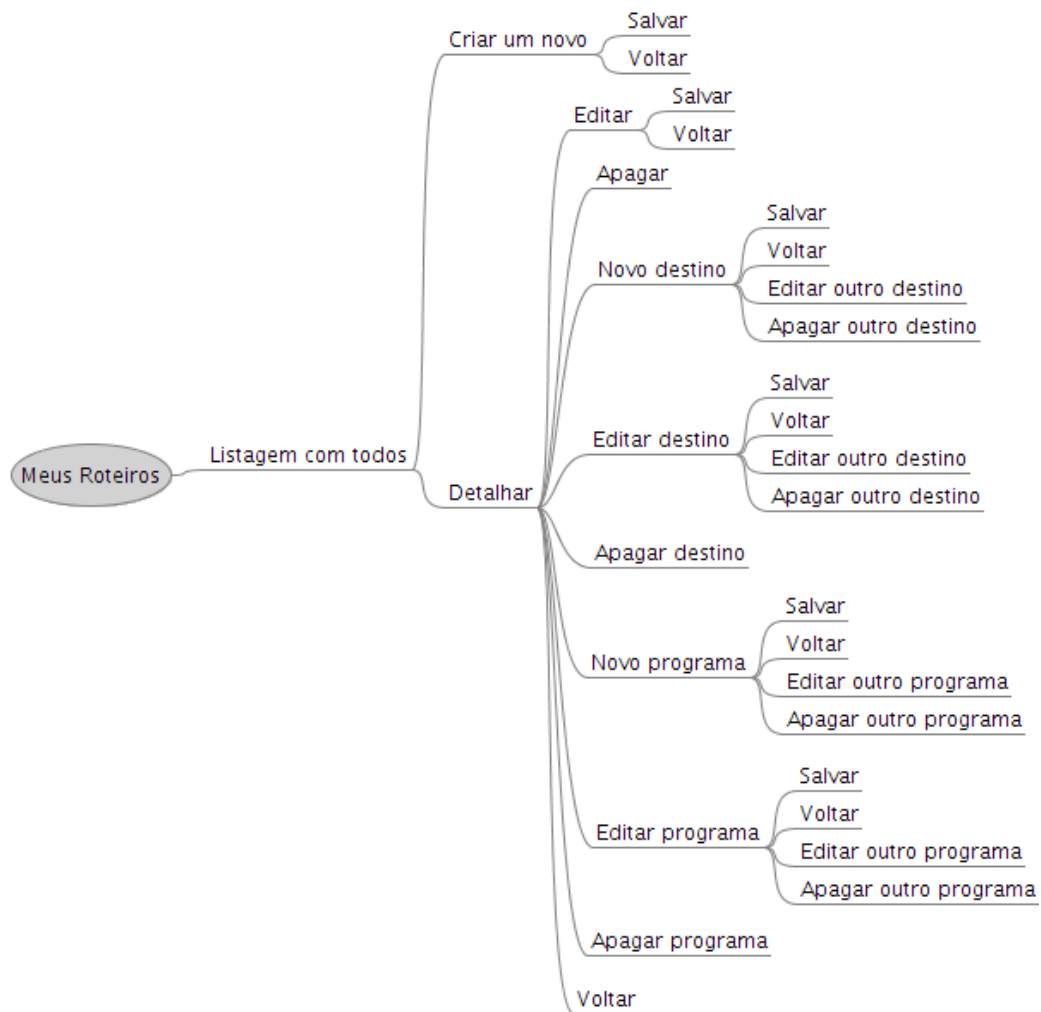 Salvar
Criar um novo
Voltar
Salvar
Editar
Voltar
Apagar
Salvar
Voltar
Novo destino
Editar outro destino
Apagar outro destino
Salvar
Voltar
Editar destino
Editar outro destino
Apagar outro destino
Listagem com todos
Meus Roteiros
Detalhar
Apagar destino
Salvar
Voltar
Novo programa
Editar outro programa
Apagar outro programa
Salvar
Voltar
Editar programa
Editar outro programa
Apagar outro programa
Apagar programa
Voltar